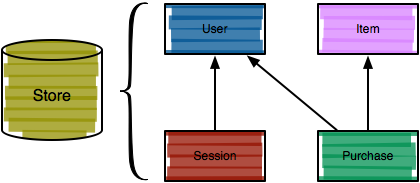 User
Item
Store
Session
Purchase